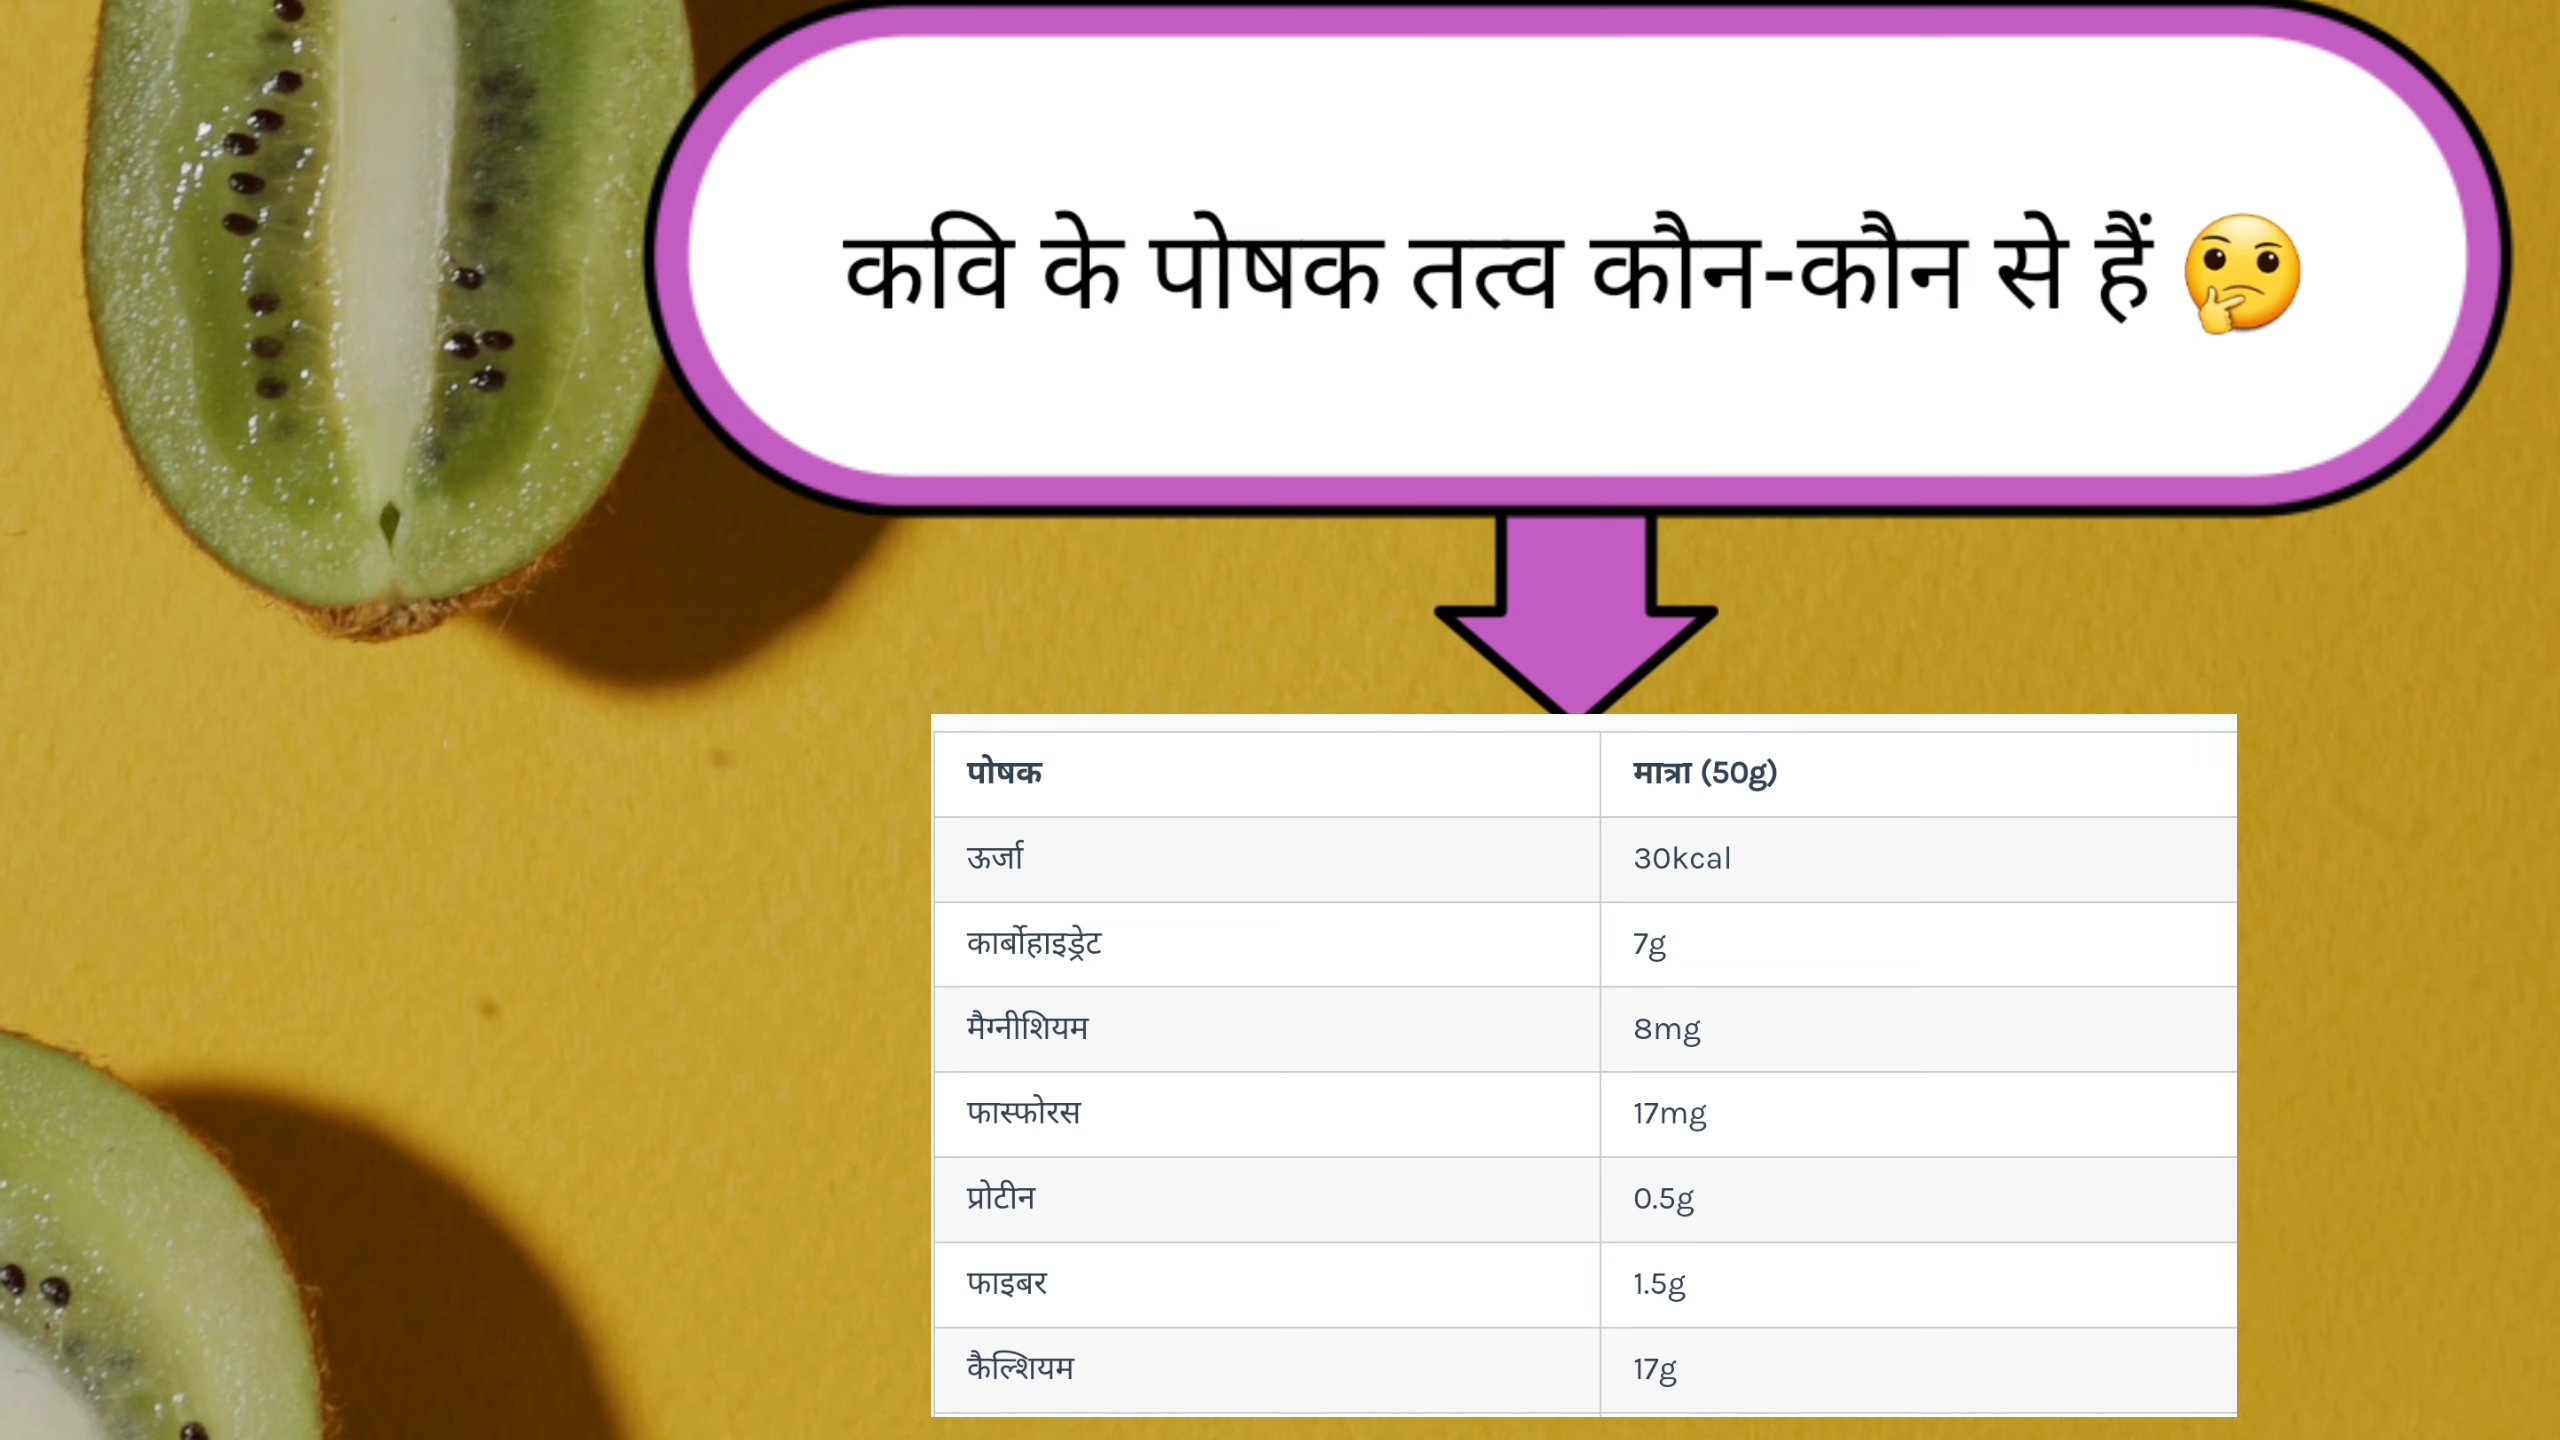 कवि के पोषक तत्व कौन-कौन से हैं 🤔
पोषक मात्रा (50g)
ऊर्जा 30kcal
कार्बोहाइड्रेट 7g
मैग्नीशियम 8mg
फास्फोरस 17mg
प्रोटीन 0.5g
फाइबर 1.5g
कैल्शियम 17g